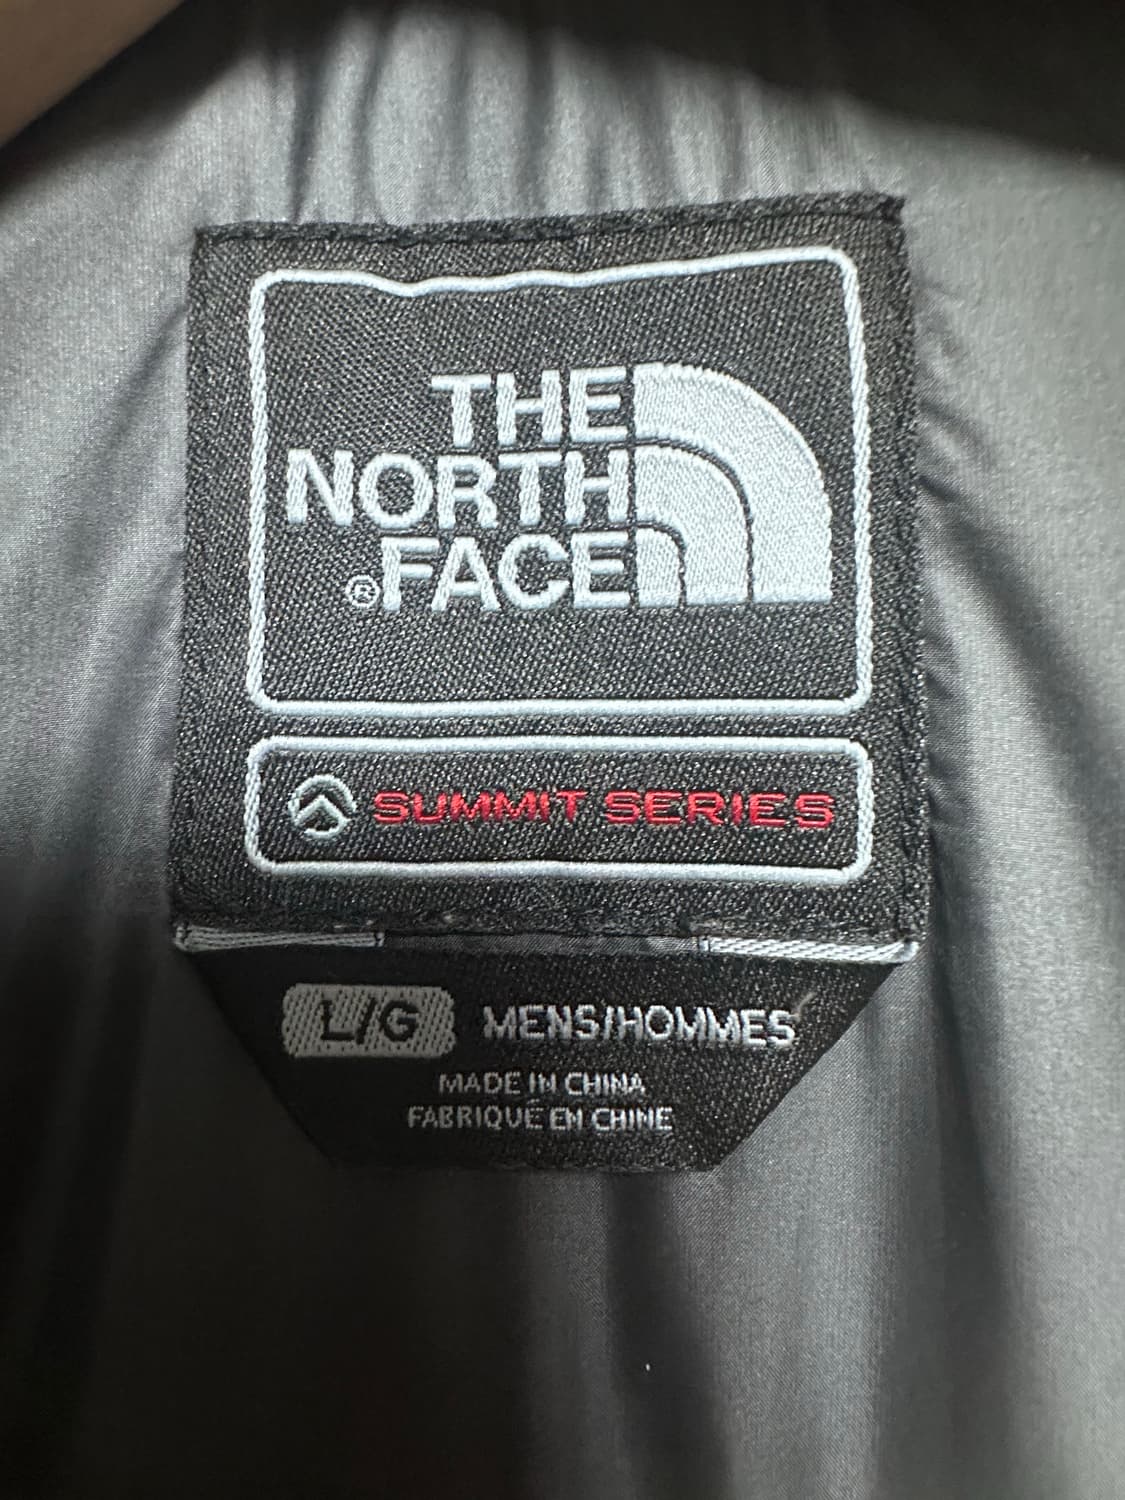 THE
NORTH
®FACE
SUMMIT SERIES
L/G MENS/HOMMES
MADE IN CHINA
FABRIQUÉ EN CHINE